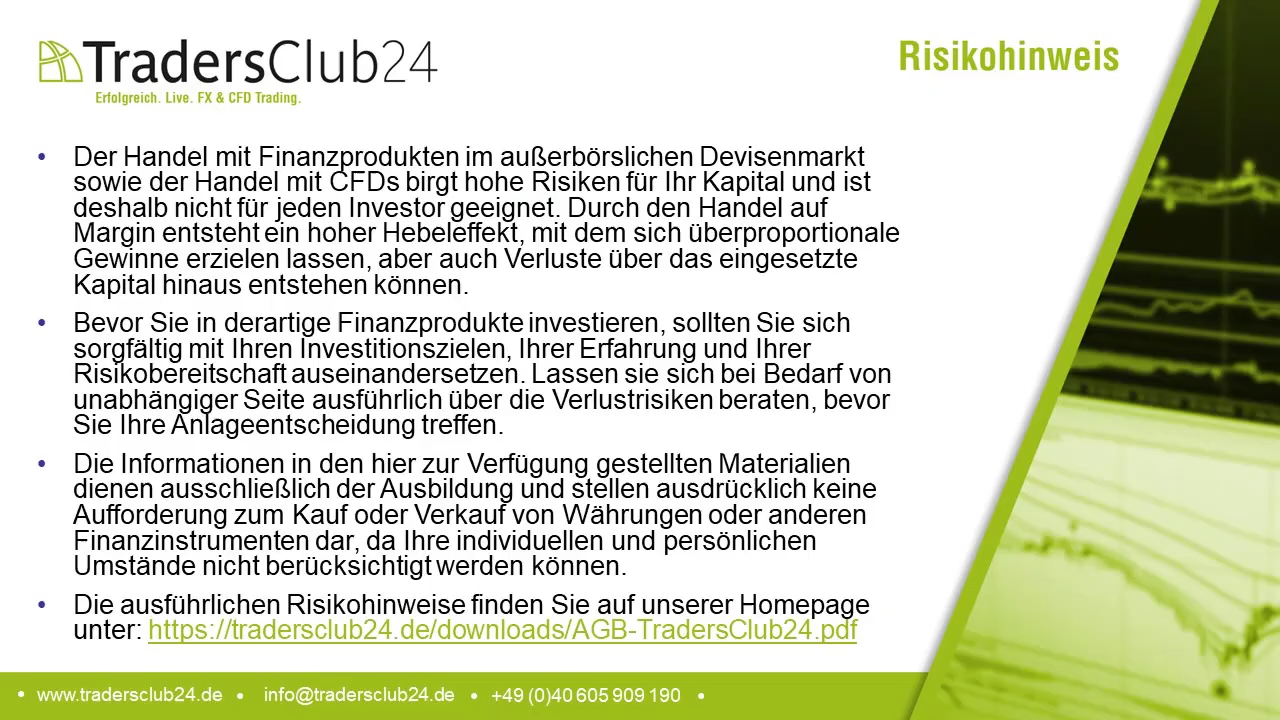 TradersClub24
Erfolgreich. Live. FX & CFD Trading.
Risikohinweis
• Der Handel mit Finanzprodukten im außerbörslichen Devisenmarkt
sowie der Handel mit CFDs birgt hohe Risiken für Ihr Kapital und ist
deshalb nicht für jeden Investor geeignet. Durch den Handel auf
Margin entsteht ein hoher Hebeleffekt, mit dem sich überproportionale
Gewinne erzielen lassen, aber auch Verluste über das eingesetzte
Kapital hinaus entstehen können.
• Bevor Sie in derartige Finanzprodukte investieren, sollten Sie sich
sorgfältig mit Ihren Investitionszielen, Ihrer Erfahrung und Ihrer
Risikobereitschaft auseinandersetzen. Lassen sie sich bei Bedarf von
unabhängiger Seite ausführlich über die Verlustrisiken beraten, bevor
Sie Ihre Anlageentscheidung treffen.
• Die Informationen in den hier zur Verfügung gestellten Materialien
dienen ausschließlich der Ausbildung und stellen ausdrücklich keine
Aufforderung zum Kauf oder Verkauf von Währungen oder anderen
Finanzinstrumenten dar, da Ihre individuellen und persönlichen
Umstände nicht berücksichtigt werden können.
• Die ausführlichen Risikohinweise finden Sie auf unserer Homepage
unter: https://tradersclub24.de/downloads/AGB-TradersClub24.pdf
• www.tradersclub24.de • info@tradersclub24.de • +49 (0)40 605 909 190 •